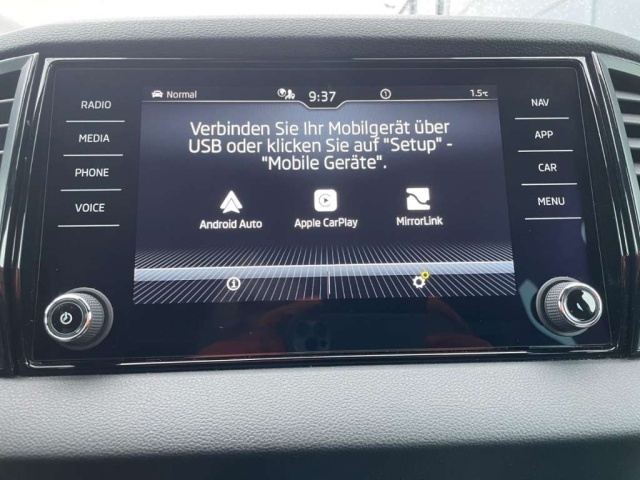 Normal
9:37
1
1.5°C
RADIO
MEDIA
PHONE
VOICE
Verbinden Sie Ihr Mobilgerät über
USB oder klicken Sie auf "Setup" -
"Mobile Geräte".
Android Auto
Apple CarPlay
MirrorLink
NAV
APP
CAR
MENU